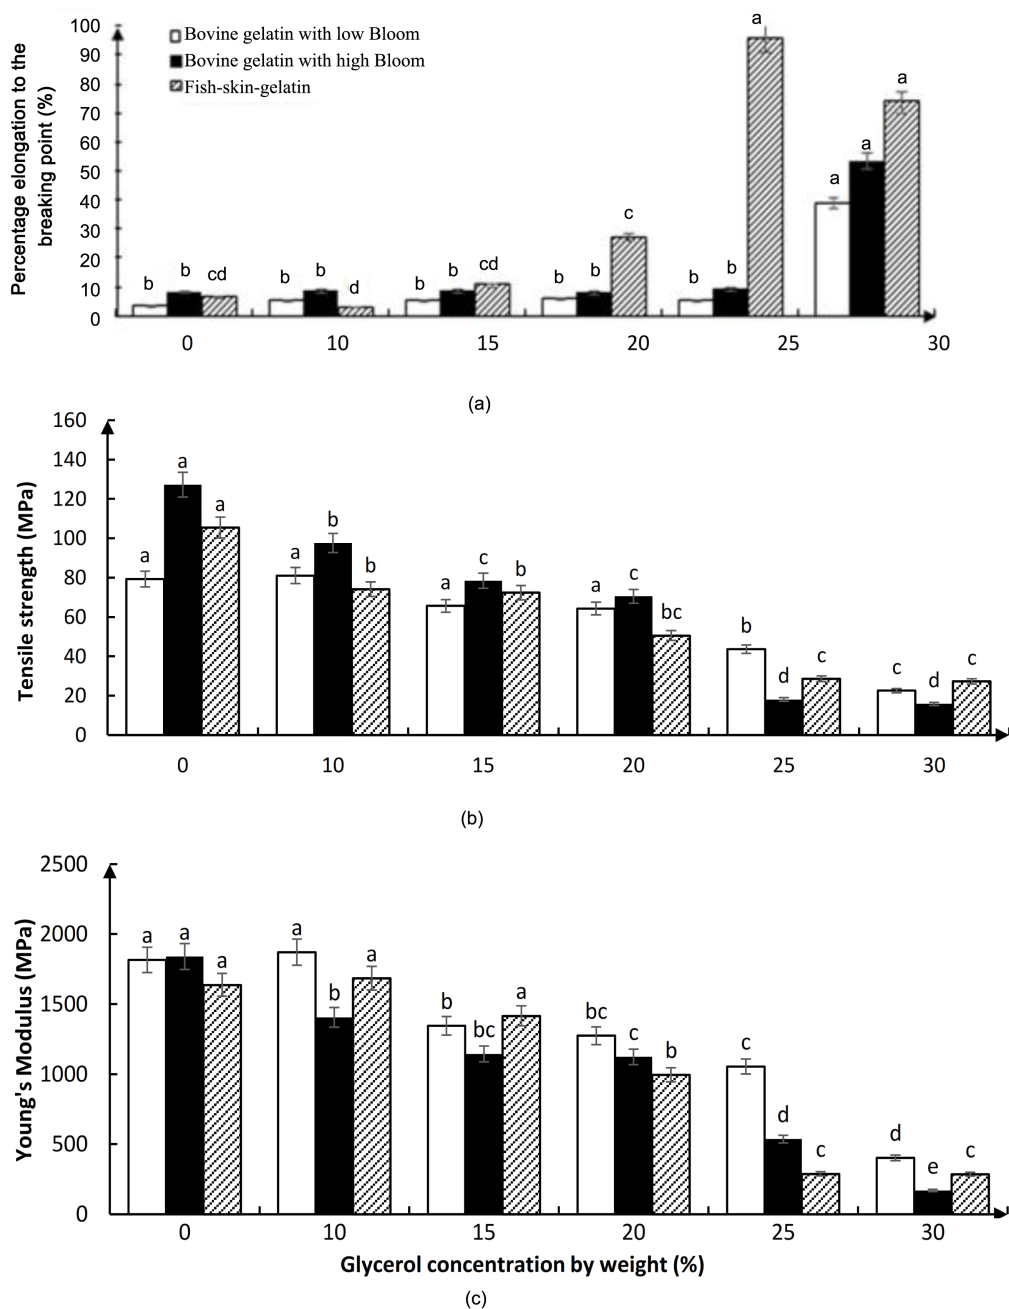 Percentage elongation to the
breaking point (%)
100
90
80
70
60
50
40
30
20
10
0
Bovine gelatin with low Bloom
Bovine gelatin with high Bloom
Fish-skin-gelatin
b b cd b b d b b cd b b c b b a a a a
0 10 15 20 25 30
(a)
Tensile strength (MPa)
160
140
120
100
80
60
40
20
0
a a a a b b a c b a c bc b d c c d c
0 10 15 20 25 30
(b)
Young's Modulus (MPa)
2500
2000
1500
1000
500
0
a a a a b a b bc a bc c b c d c d e c
0 10 15 20 25 30
Glycerol concentration by weight (%)
(c)